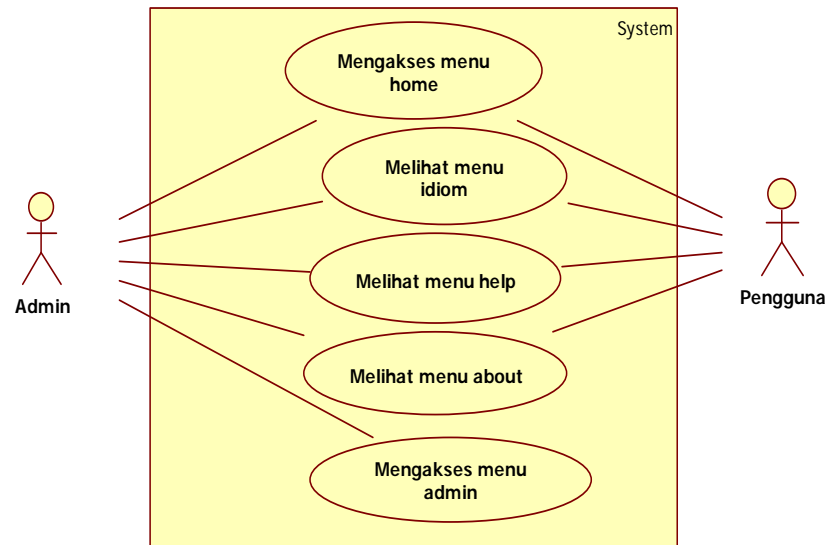 System
Mengakses menu
home
Melihat menu
idiom
Melihat menu help
Admin
Pengguna
Melihat menu about
Mengakses menu
admin